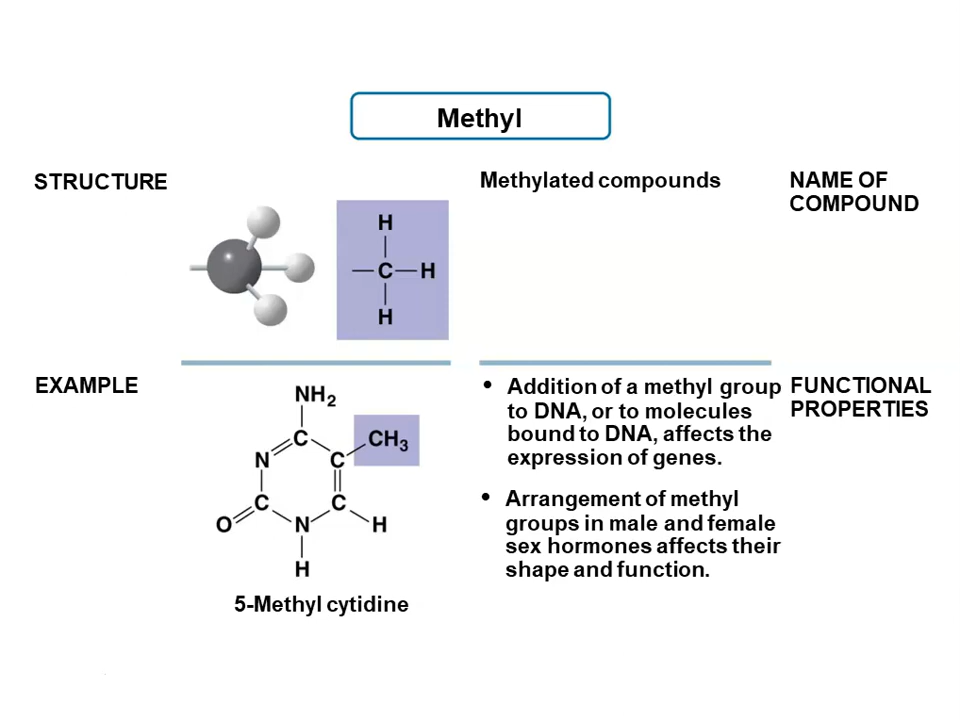 Methyl
STRUCTURE
Methylated compounds
NAME OF
COMPOUND
H
C H
H
EXAMPLE
NH2
CH3
C
N C
C C
O N H
H
5-Methyl cytidine
• Addition of a methyl group
to DNA, or to molecules
bound to DNA, affects the
expression of genes.
• Arrangement of methyl
groups in male and female
sex hormones affects their
shape and function.
FUNCTIONAL
PROPERTIES